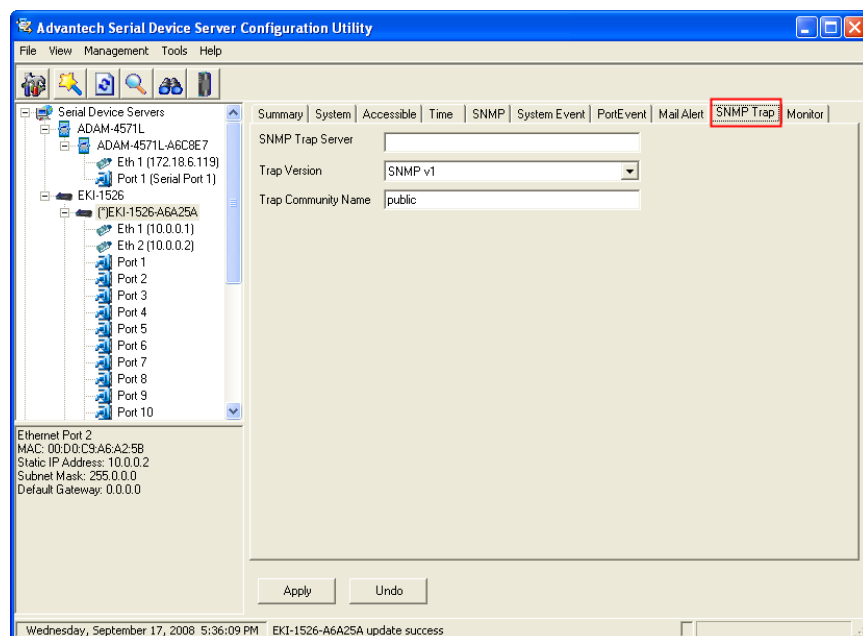 Advantech Serial Device Server Configuration Utility
File View Management Tools Help
Serial Device Servers
ADAM-4571L
ADAM-4571L-A6C8E7
Eth 1 (172.18.6.119)
Port 1 (Serial Port 1)
EKI-1526
(*)EKI-1526-A6A25A
Eth 1 (10.0.0.1)
Eth 2 (10.0.0.2)
Port 1
Port 2
Port 3
Port 4
Port 5
Port 6
Port 7
Port 8
Port 9
Port 10
Ethernet Port 2
MAC: 00:D0:C9:A6:A2:5B
Static IP Address: 10.0.0.2
Subnet Mask: 255.0.0.0
Default Gateway: 0.0.0.0
Summary System Accessible Time SNMP System Event PortEvent Mail Alert SNMP Trap Monitor
SNMP Trap Server
Trap Version SNMP v1
Trap Community Name public
Apply Undo
Wednesday, September 17, 2008 5:36:09 PM EKI-1526-A6A25A update success